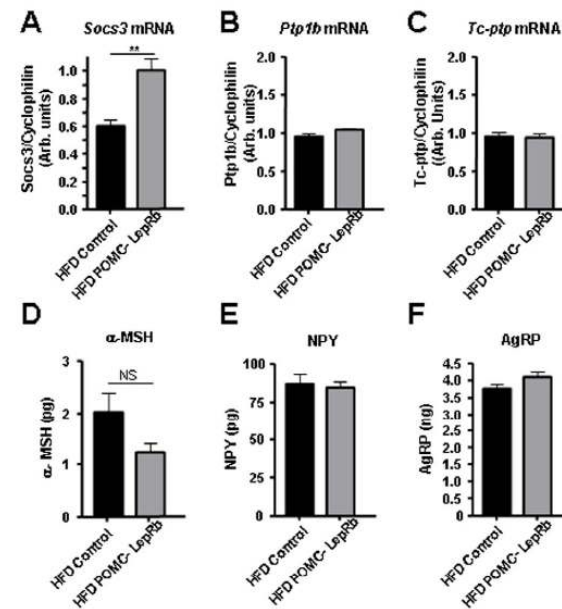 A
Socs3 mRNA
**
Socs3/Cyclophilin
(Arb. units)
1.0
0.8
0.6
0.4
0.2
0.0
HFD Control
HFD POMC- LepRb
B
Ptp1b mRNA
Ptp1b/Cyclophilin
(Arb. units)
2.0
1.5
1.0
0.5
0.0
HFD Control
HFD POMC- LepRb
C
Tc-ptp mRNA
Tc-ptp/Cyclophilin
((Arb. Units)
2.0
1.5
1.0
0.5
0.0
HFD Control
HFD POMC- LepRb
D
α-MSH
NS
α- MSH (pg)
3
2
1
0
HFD Control
HFD POMC- LepRb
E
NPY
NPY (pg)
100
75
50
25
0
HFD Control
HFD POMC- LepRb
F
AgRP
AgRP (ng)
4.5
4.0
3.5
3.0
2.5
2.0
1.5
1.0
0.5
0.0
HFD Control
HFD POMC- LepRb